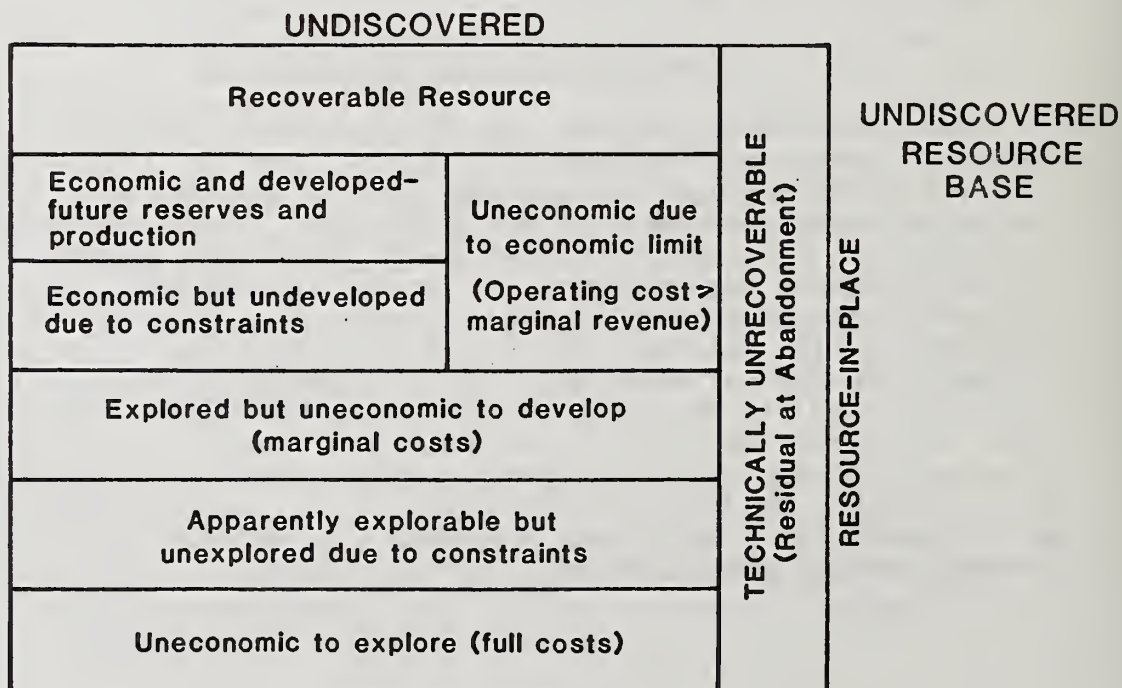 UNDISCOVERED
Recoverable Resource
Economic and developed-
future reserves and
production
Economic but undeveloped
due to constraints
Uneconomic due
to economic limit
(Operating cost>
marginal revenue)
Explored but uneconomic to develop
(marginal costs)
Apparently explorable but
unexplored due to constraints
Uneconomic to explore (full costs)
TECHNICALLY UNRECOVERABLE
(Residual at Abandonment)
RESOURCE-IN-PLACE
UNDISCOVERED
RESOURCE
BASE